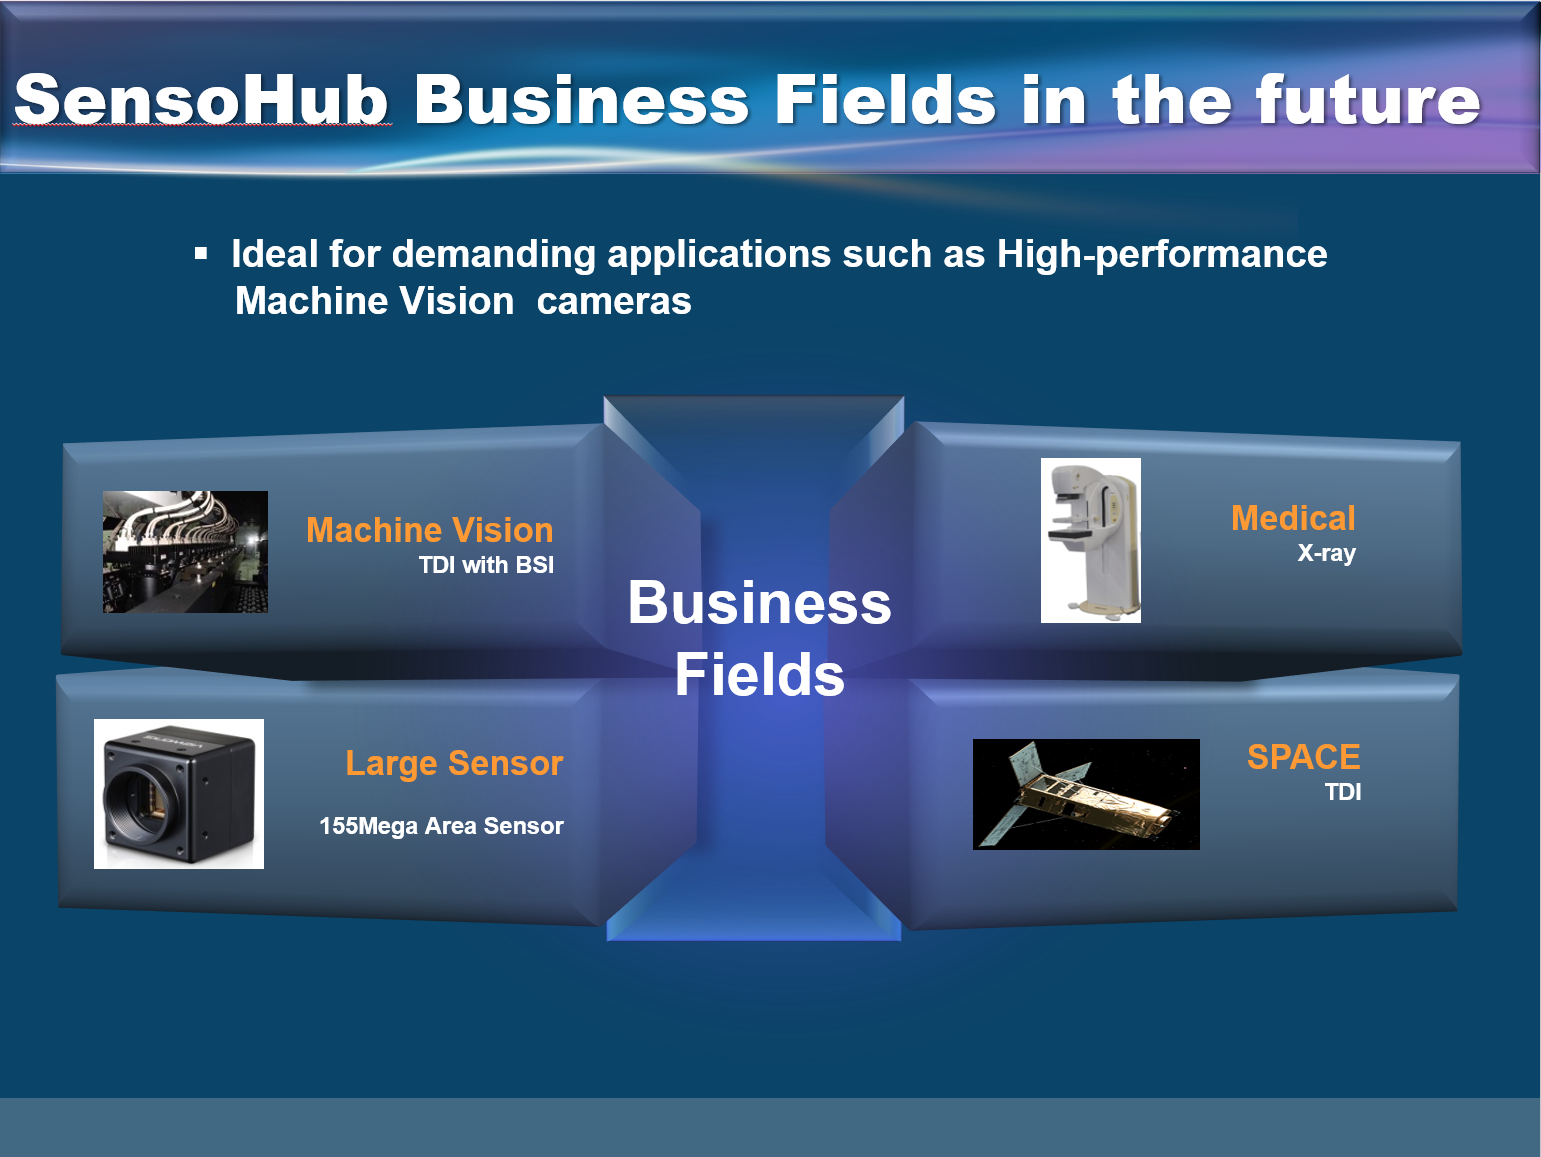 SensoHub Business Fields in the future
▪ Ideal for demanding applications such as High-performance
Machine Vision cameras
Machine Vision
TDI with BSI
Medical
X-ray
Business
Fields
Large Sensor
155Mega Area Sensor
SPACE
TDI